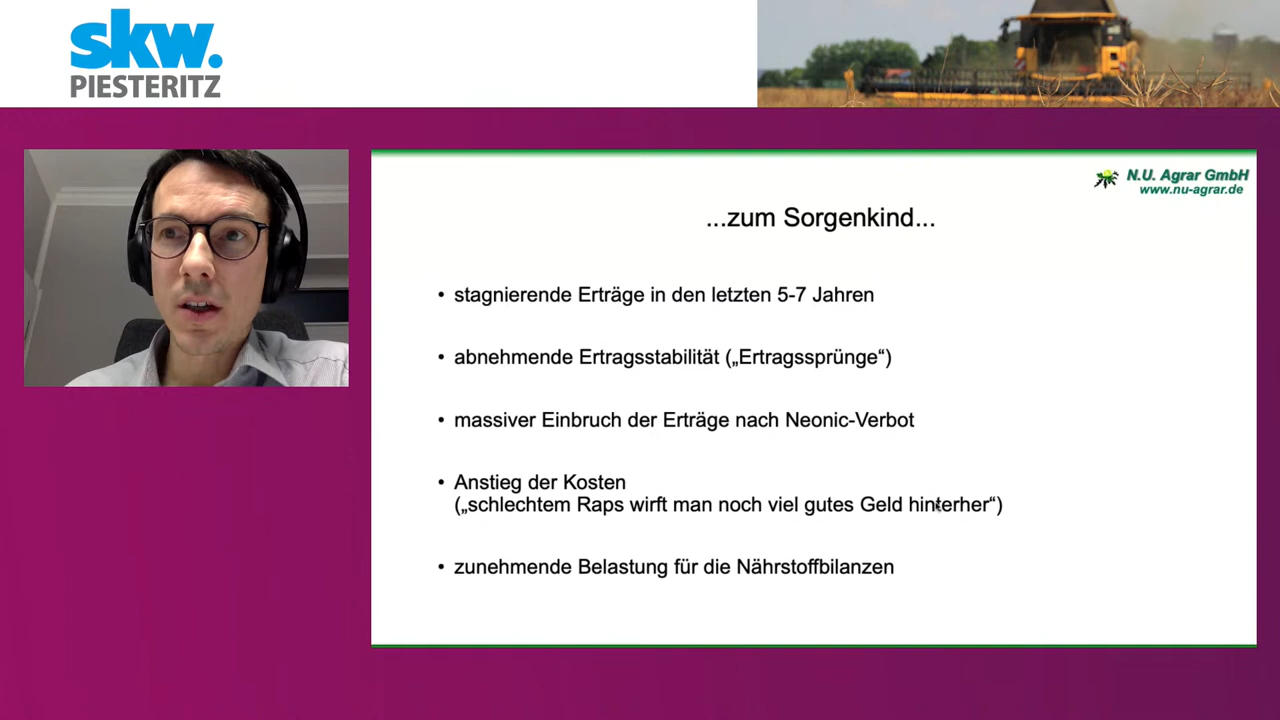 skw.
PIESTERITZ
N.U. Agrar GmbH
www.nu-agrar.de
...zum Sorgenkind...
• stagnierende Erträge in den letzten 5-7 Jahren
• abnehmende Ertragsstabilität („Ertragssprünge“)
• massiver Einbruch der Erträge nach Neonic-Verbot
• Anstieg der Kosten
(„schlechtem Raps wirft man noch viel gutes Geld hinterher“)
• zunehmende Belastung für die Nährstoffbilanzen